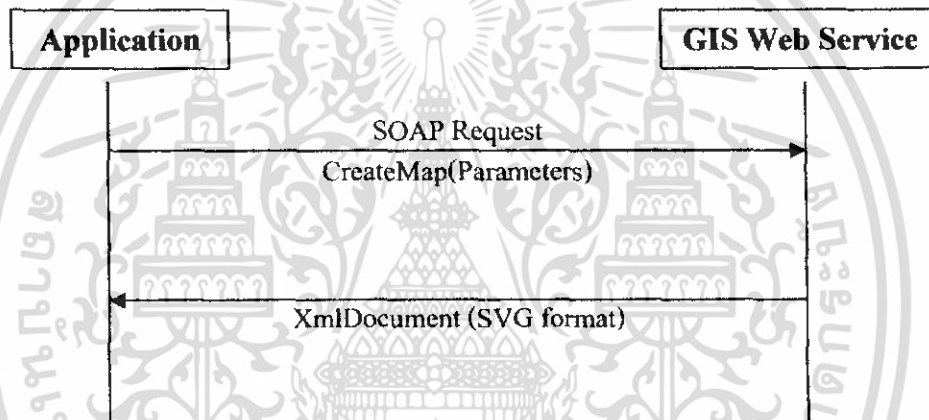 Application
GIS Web Service
SOAP Request
CreateMap(Parameters)
XmlDocument (SVG format)